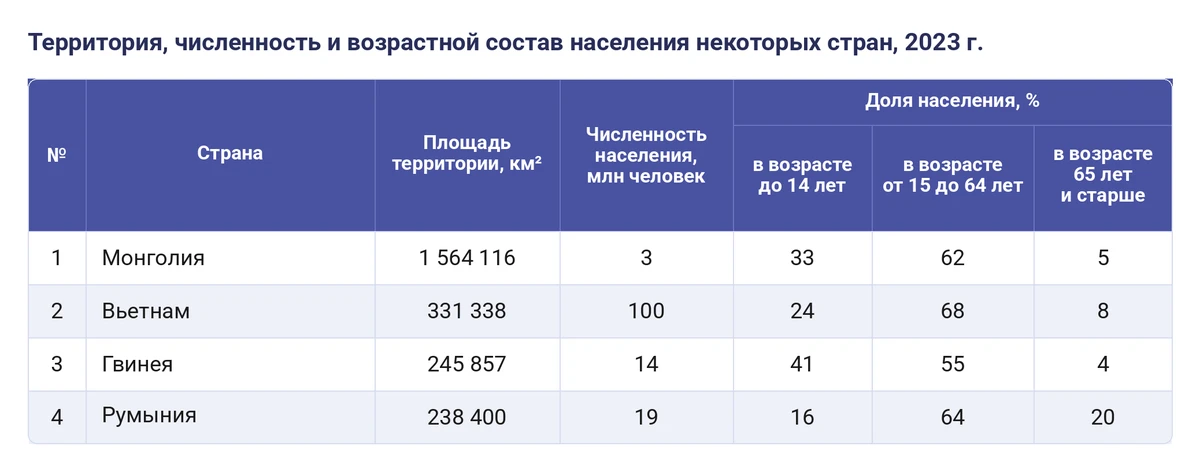 Территория, численность и возрастной состав населения некоторых стран, 2023 г.
№
Страна
Площадь
территории, км²
Численность
населения,
млн человек
Доля населения, %
в возрасте
до 14 лет
в возрасте
от 15 до 64 лет
в возрасте
65 лет
и старше
1 Монголия 1 564 116 3 33 62 5
2 Вьетнам 331 338 100 24 68 8
3 Гвинея 245 857 14 41 55 4
4 Румыния 238 400 19 16 64 20